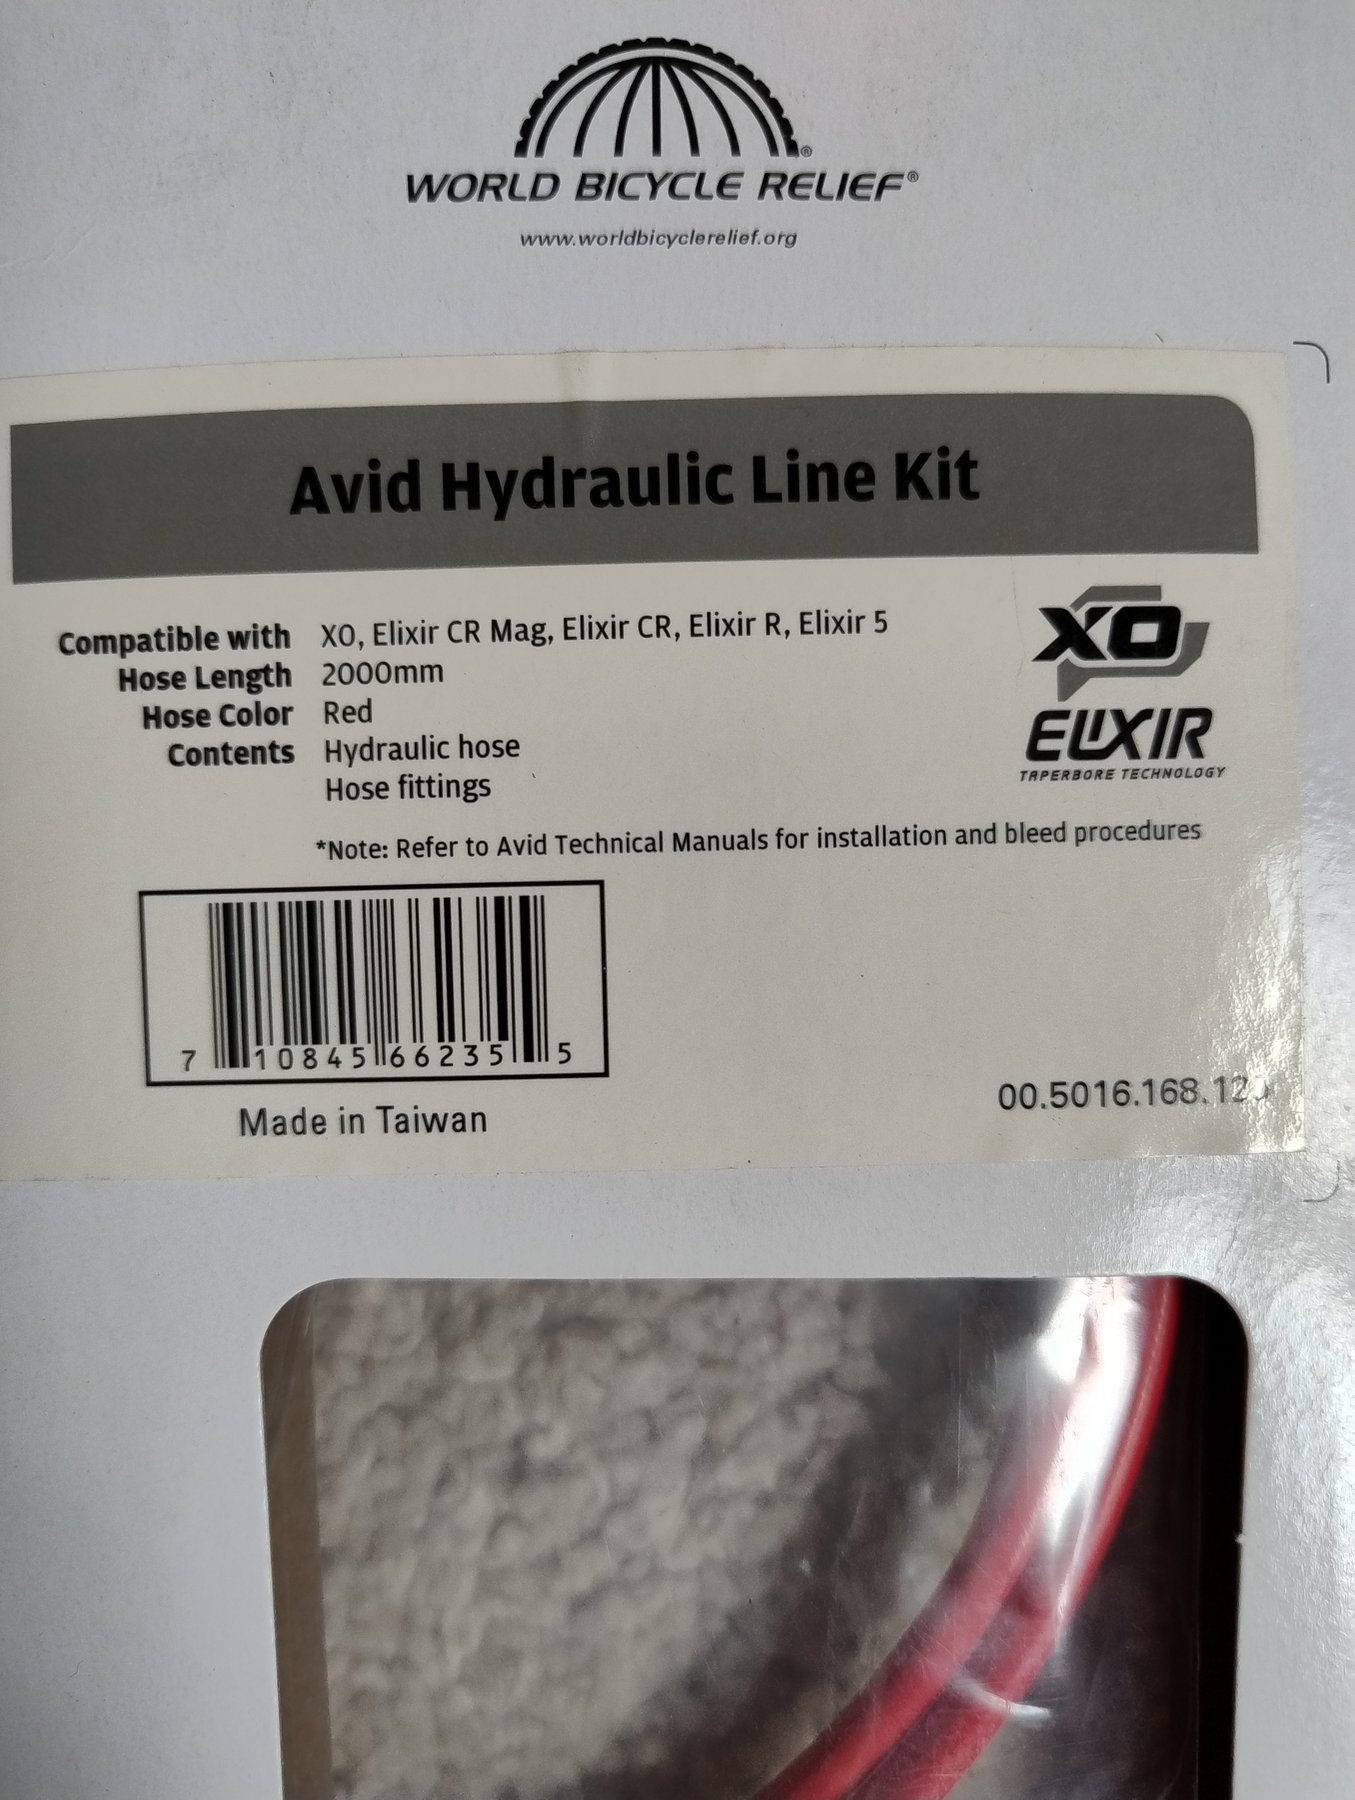 WORLD BICYCLE RELIEF®
www.worldbicyclerelief.org
Avid Hydraulic Line Kit
Compatible with XO, Elixir CR Mag, Elixir CR, Elixir R, Elixir 5
Hose Length 2000mm
Hose Color Red
Contents Hydraulic hose
Hose fittings
XO
ELIXIR
TAPERBORE TECHNOLOGY
*Note: Refer to Avid Technical Manuals for installation and bleed procedures
7 10845 66235 5
Made in Taiwan